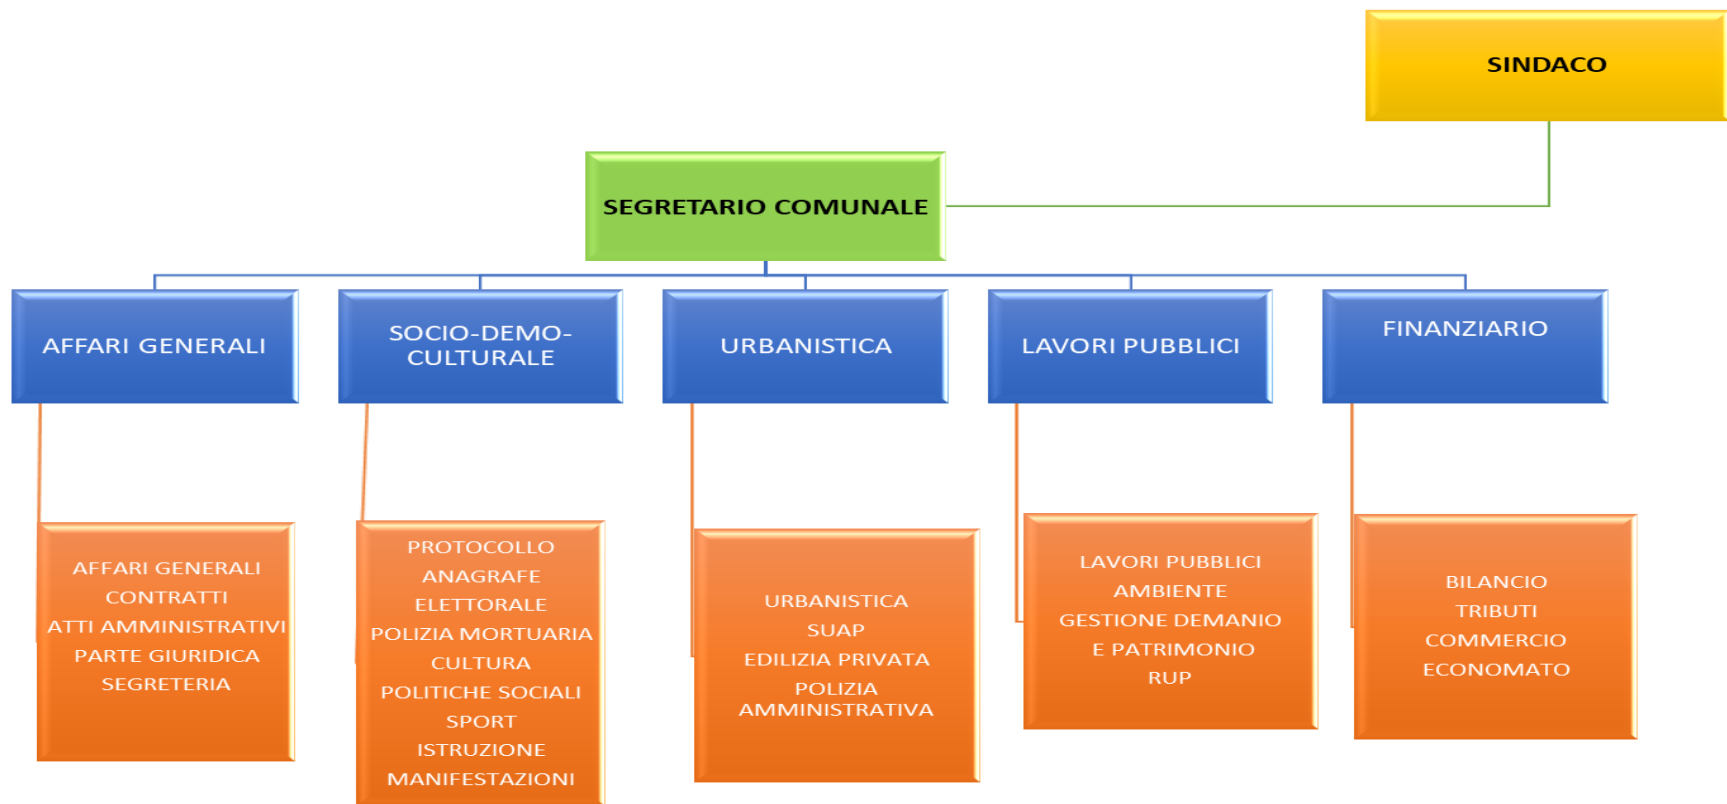 SINDACO
SEGRETARIO COMUNALE
AFFARI GENERALI
SOCIO-DEMO-
CULTURALE
URBANISTICA
LAVORI PUBBLICI
FINANZIARIO
AFFARI GENERALI
CONTRATTI
ATTI AMMINISTRATIVI
PARTE GIURIDICA
SEGRETERIA
PROTOCOLLO
ANAGRAFE
ELETTORALE
POLIZIA MORTUARIA
CULTURA
POLITICHE SOCIALI
SPORT
ISTRUZIONE
MANIFESTAZIONI
URBANISTICA
SUAP
EDILIZIA PRIVATA
POLIZIA
AMMINISTRATIVA
LAVORI PUBBLICI
AMBIENTE
GESTIONE DEMANIO
E PATRIMONIO
RUP
BILANCIO
TRIBUTI
COMMERCIO
ECONOMATO